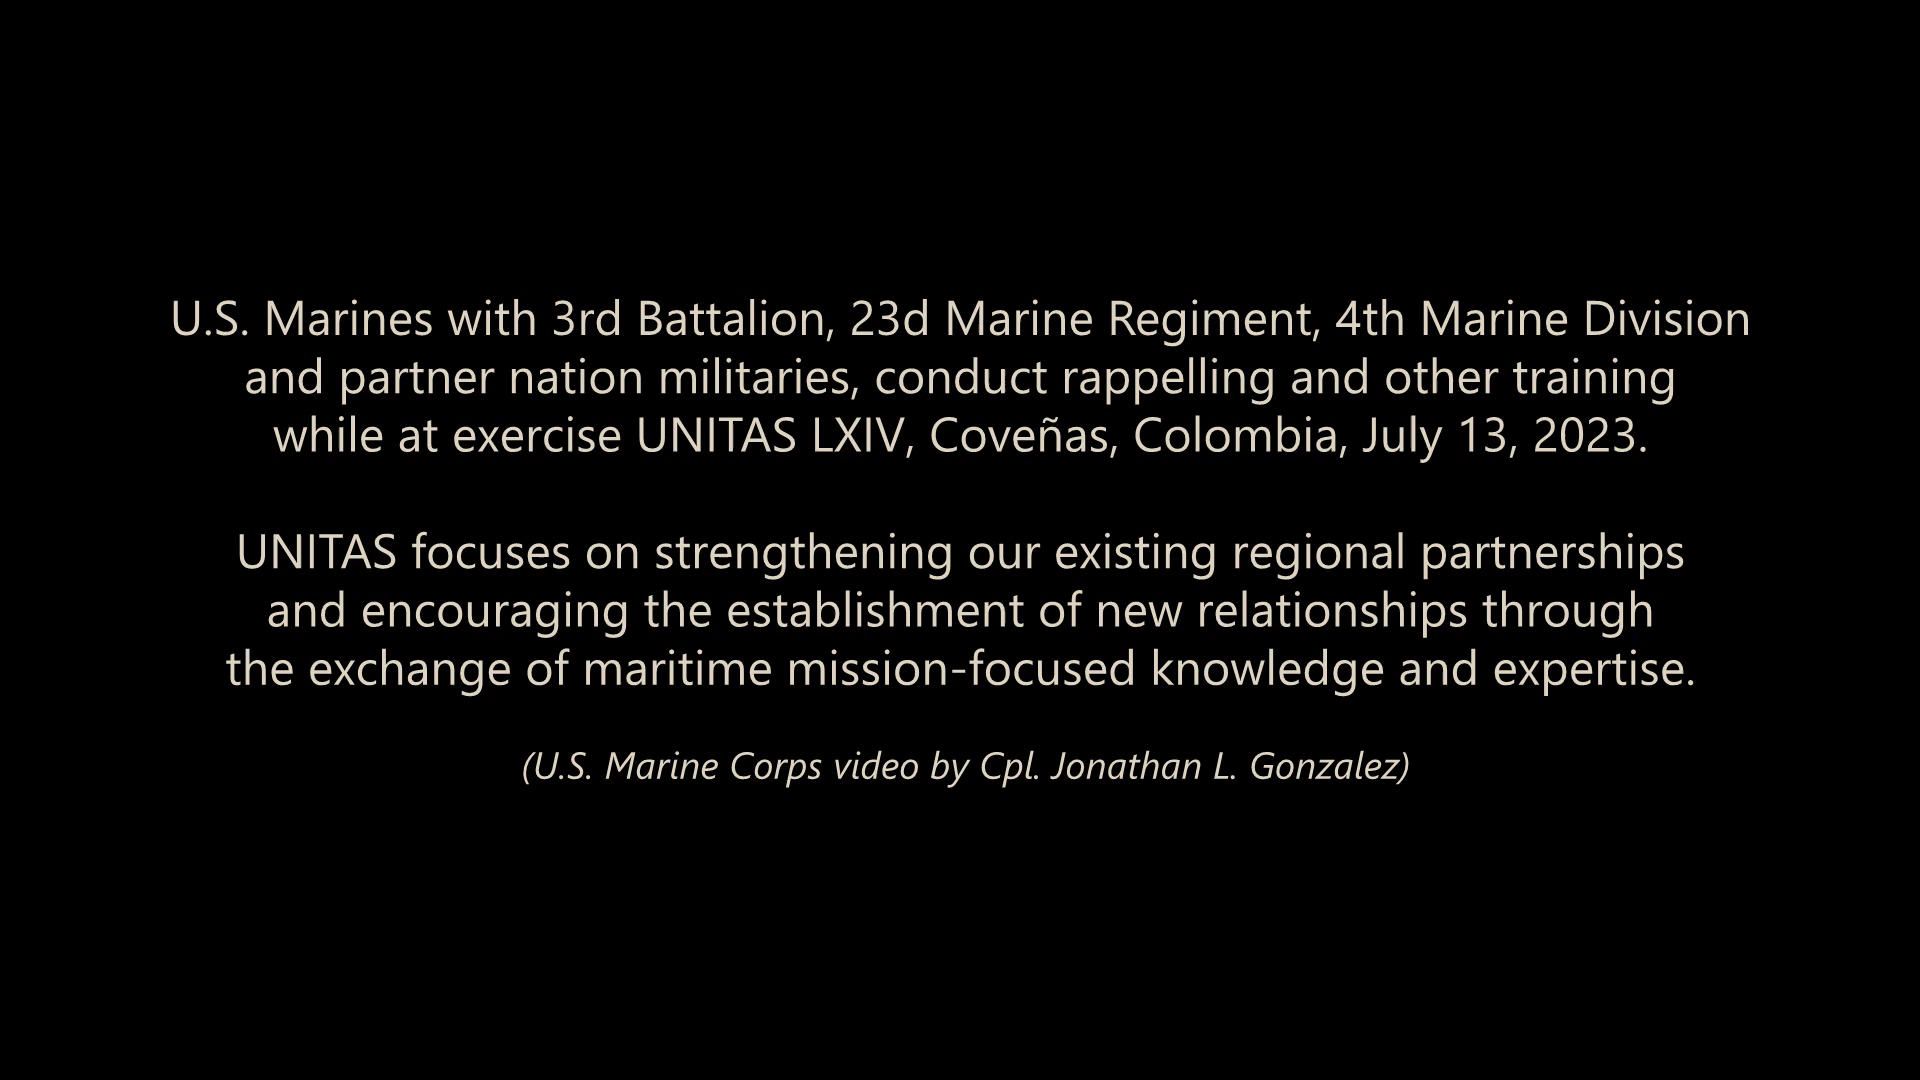 U.S. Marines with 3rd Battalion, 23d Marine Regiment, 4th Marine Division
and partner nation militaries, conduct rappelling and other training
while at exercise UNITAS LXIV, Coveñas, Colombia, July 13, 2023.
UNITAS focuses on strengthening our existing regional partnerships
and encouraging the establishment of new relationships through
the exchange of maritime mission-focused knowledge and expertise.
(U.S. Marine Corps video by Cpl. Jonathan L. Gonzalez)